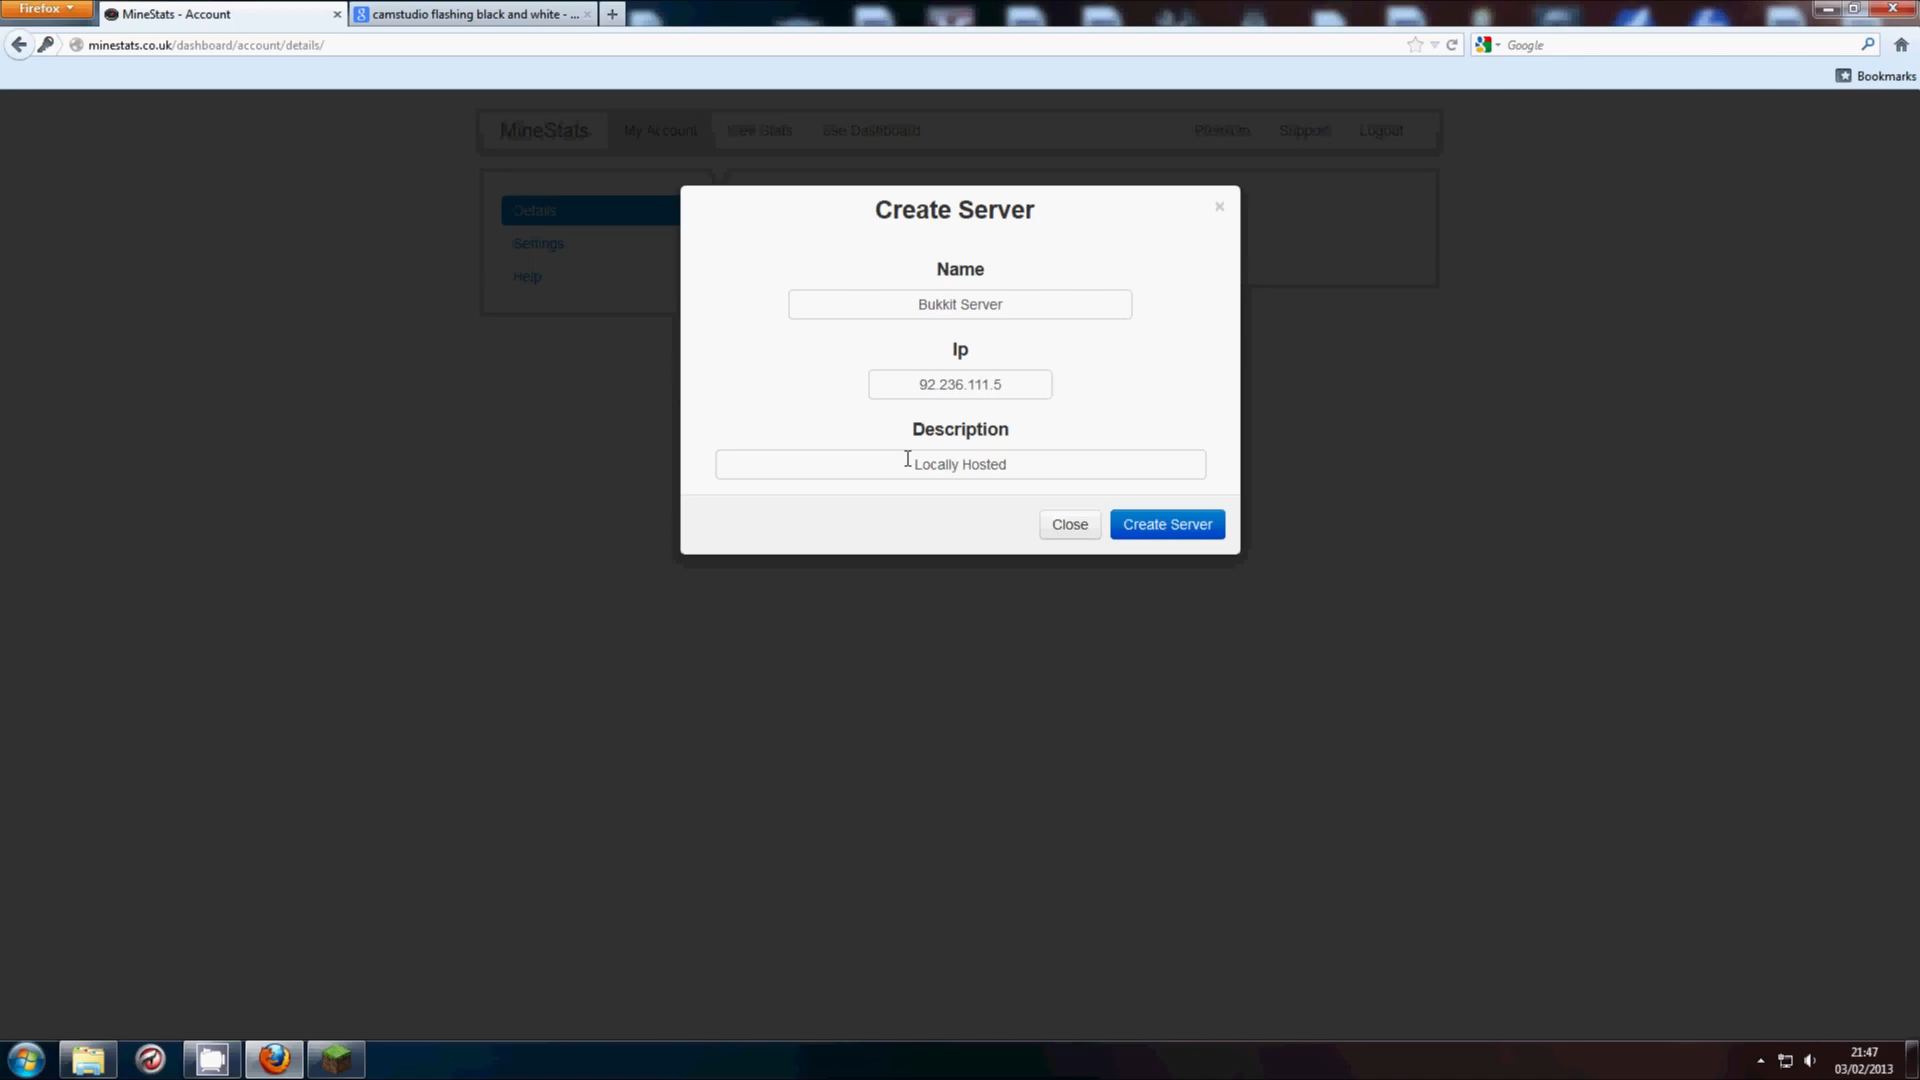 Firefox
MineStats - Account
camstudio flashing black and white - ...
minestats.co.uk/dashboard/account/details/
Google
Bookmarks
MineStats
My Account
Support
Logout
Details
Settings
Help
Create Server
×
Name
Bukkit Server
Ip
92.236.111.5
Description
Locally Hosted
Close
Create Server
21:47
03/02/2013